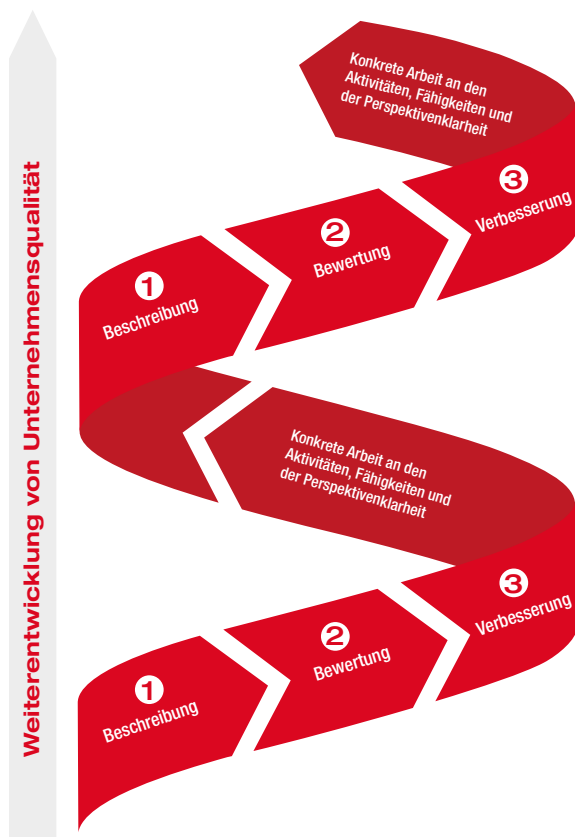 Weiterentwicklung von Unternehmensqualität
Konkrete Arbeit an den
Aktivitäten, Fähigkeiten und
der Perspektivenklarheit
1
Beschreibung
2
Bewertung
3
Verbesserung
Konkrete Arbeit an den
Aktivitäten, Fähigkeiten und
der Perspektivenklarheit
1
Beschreibung
2
Bewertung
3
Verbesserung